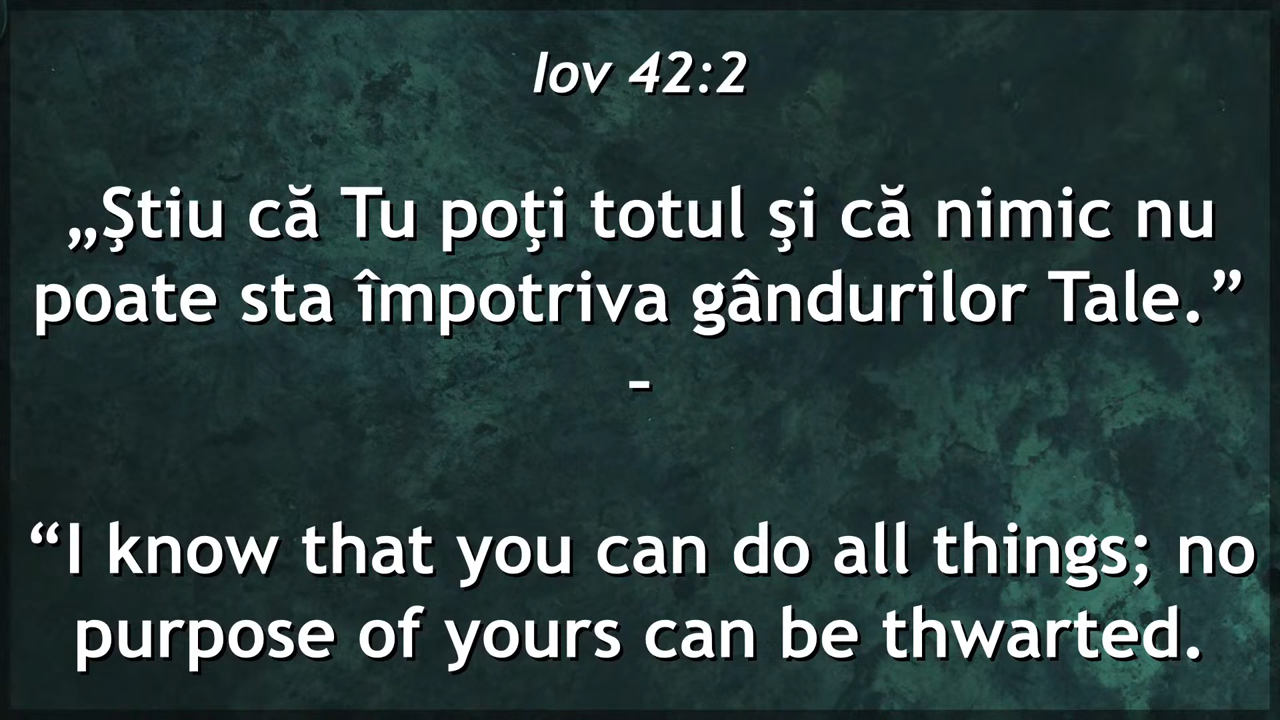 Iov 42:2
„Ştiu că Tu poţi totul şi că nimic nu
poate sta împotriva gândurilor Tale.”
-
“I know that you can do all things; no
purpose of yours can be thwarted.